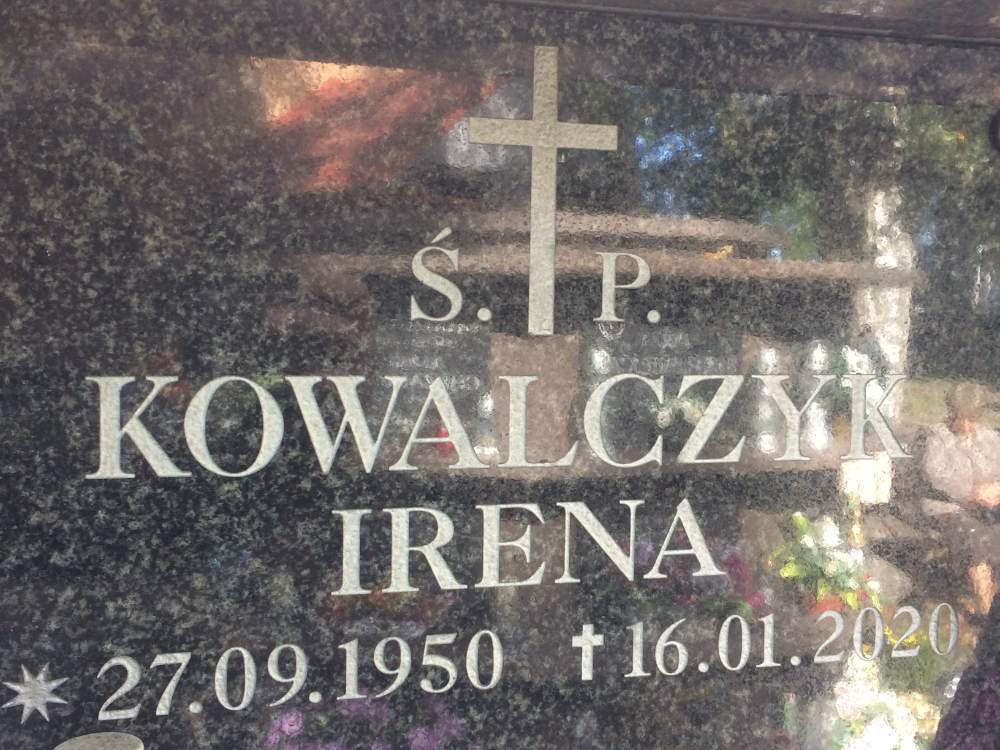 Ś. P.
KOWALCZYK
IRENA
27.09.1950 16.01.2020